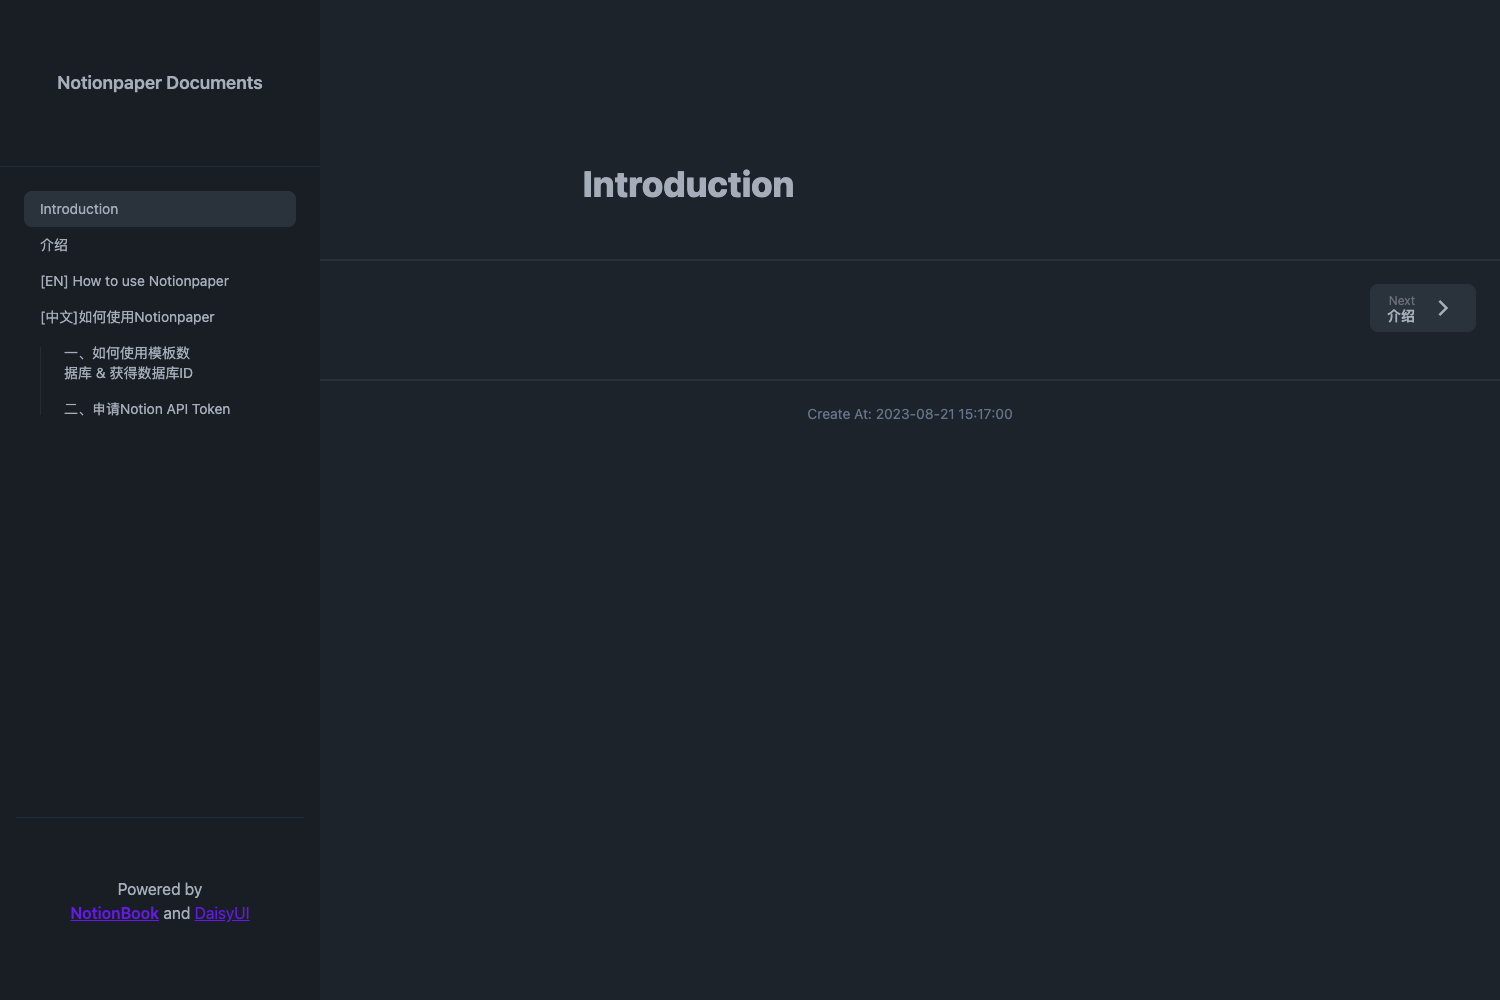 Notionpaper Documents
Introduction
介绍
[EN] How to use Notionpaper
[中文]如何使用Notionpaper
一、如何使用模板数
据库 & 获得数据库ID
二、申请Notion API Token
Powered by
NotionBook and DaisyUI
Introduction
Next
介绍
Create At: 2023-08-21 15:17:00